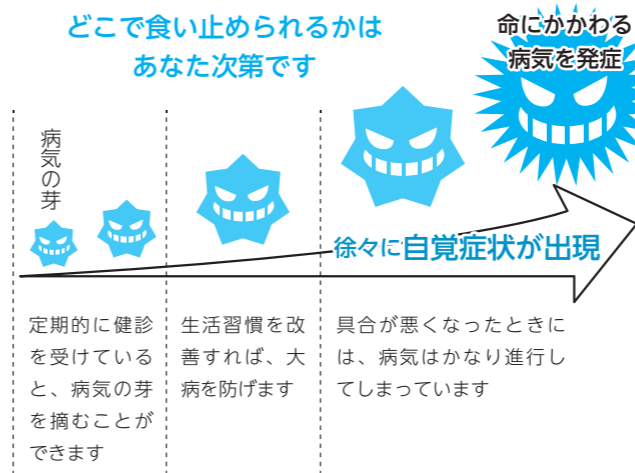 どこで食い止められるかは
あなた次第です
命にかかわる
病気を発症
病気の芽
徐々に自覚症状が出現
定期的に健診
を受けている
と、病気の芽
を摘むことが
できます
生活習慣を改
善すれば、大
病を防げます
具合が悪くなったときに
は、病気はかなり進行し
てしまっています